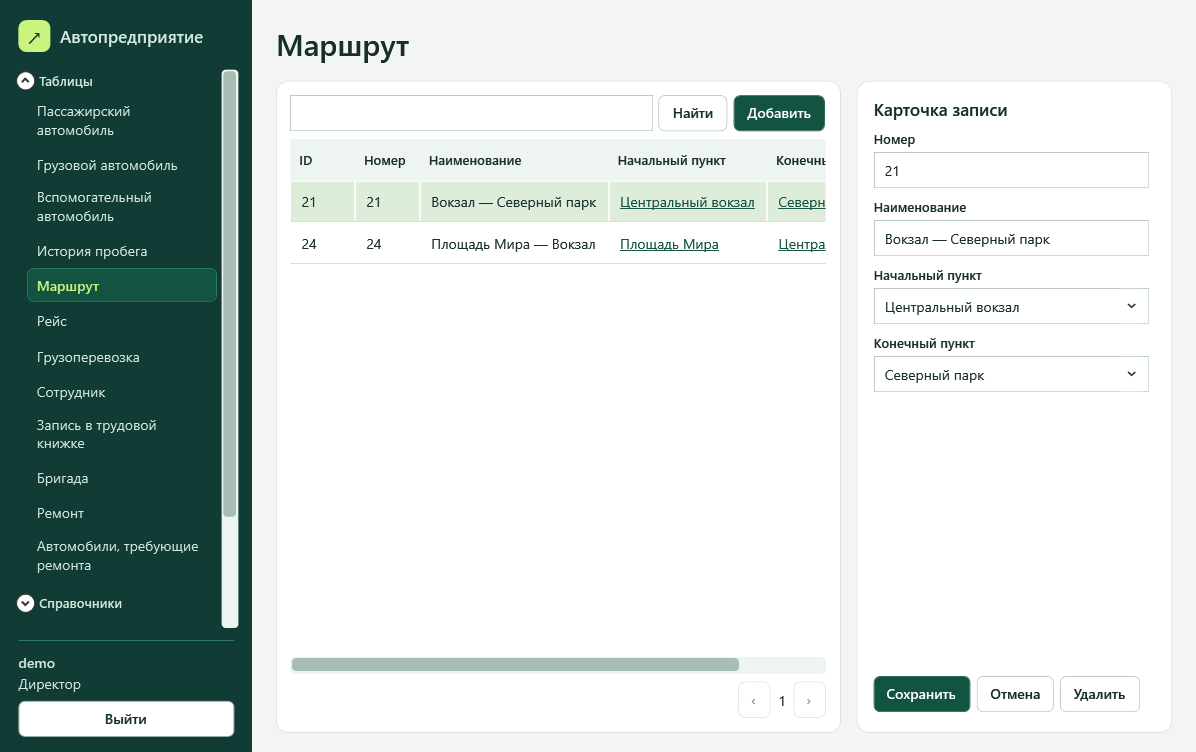 Автопредприятие
Таблицы
Пассажирский
автомобиль
Грузовой автомобиль
Вспомогательный
автомобиль
История пробега
Маршрут
Рейс
Грузоперевозка
Сотрудник
Запись в трудовой
книжке
Бригада
Ремонт
Автомобили, требующие
ремонта
Справочники
demo
Директор
Выйти
Маршрут
Найти Добавить
ID Номер Наименование Начальный пункт Конечны
21 21 Вокзал — Северный парк Центральный вокзал Северн
24 24 Площадь Мира — Вокзал Площадь Мира Центра
‹ 1 ›
Карточка записи
Номер
21
Наименование
Вокзал — Северный парк
Начальный пункт
Центральный вокзал
Конечный пункт
Северный парк
Сохранить Отмена Удалить